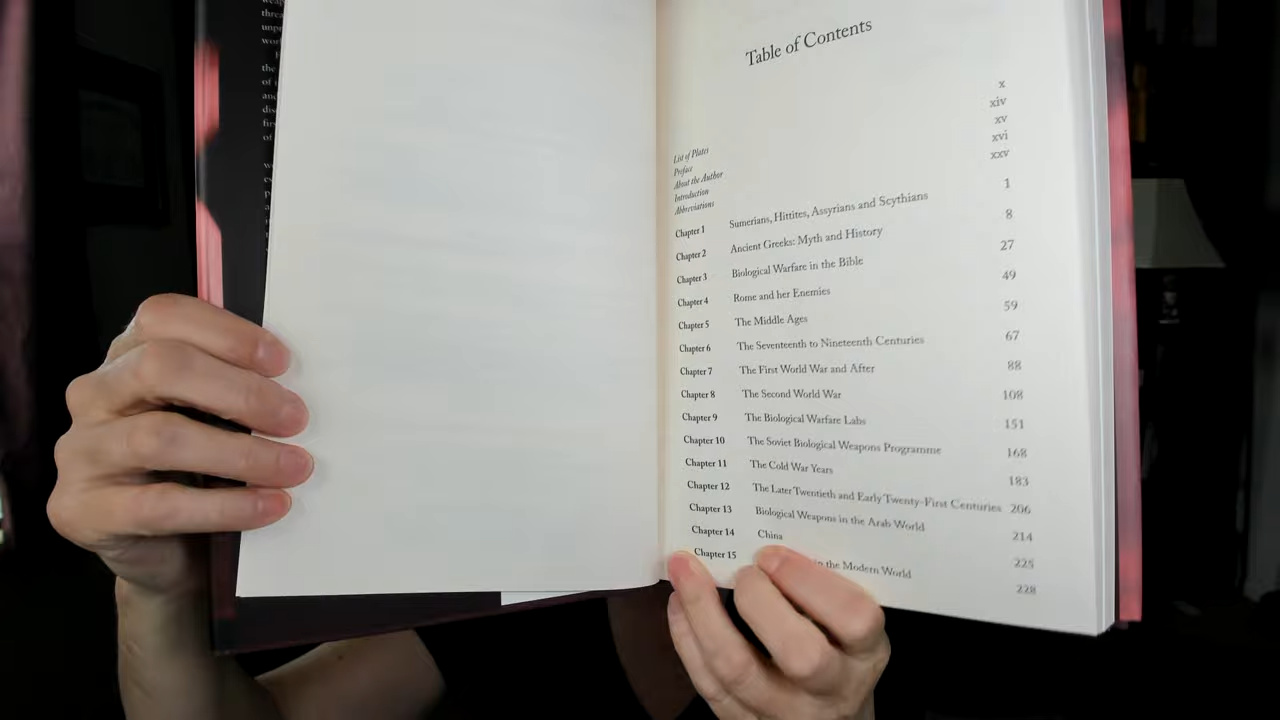 Table of Contents
List of Plates x
Preface xiv
About the Author xv
Introduction xvi
Abbreviations xxv
Chapter 1 Sumerians, Hittites, Assyrians and Scythians 1
Chapter 2 Ancient Greeks: Myth and History 8
Chapter 3 Biological Warfare in the Bible 27
Chapter 4 Rome and her Enemies 49
Chapter 5 The Middle Ages 59
Chapter 6 The Seventeenth to Nineteenth Centuries 67
Chapter 7 The First World War and After 88
Chapter 8 The Second World War 108
Chapter 9 The Biological Warfare Labs 151
Chapter 10 The Soviet Biological Weapons Programme 168
Chapter 11 The Cold War Years 183
Chapter 12 The Later Twentieth and Early Twenty-First Centuries 206
Chapter 13 Biological Weapons in the Arab World 214
Chapter 14 China 225
Chapter 15 in the Modern World 228